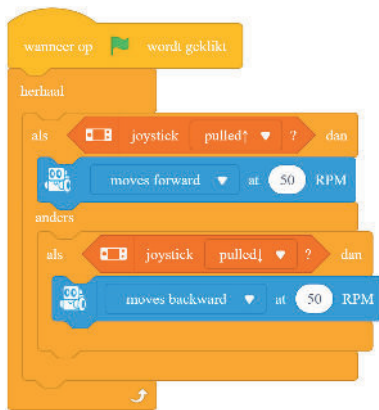 wanneer op wordt geklikt
herhaal
als joystick pulled↑ ? dan
moves forward at 50 RPM
anders
als joystick pulled↓ ? dan
moves backward at 50 RPM